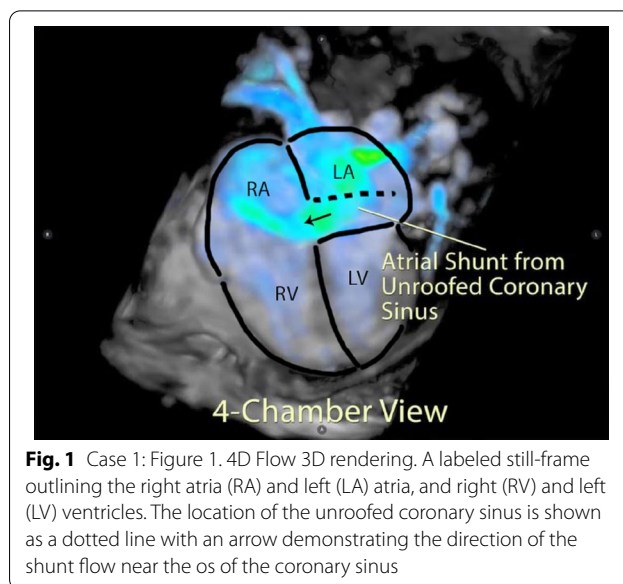 RA
LA
RV
LV
Atrial Shunt from
Unroofed Coronary
Sinus
4-Chamber View
Fig. 1 Case 1: Figure 1. 4D Flow 3D rendering. A labeled still-frame
outlining the right atria (RA) and left (LA) atria, and right (RV) and left
(LV) ventricles. The location of the unroofed coronary sinus is shown
as a dotted line with an arrow demonstrating the direction of the
shunt flow near the os of the coronary sinus